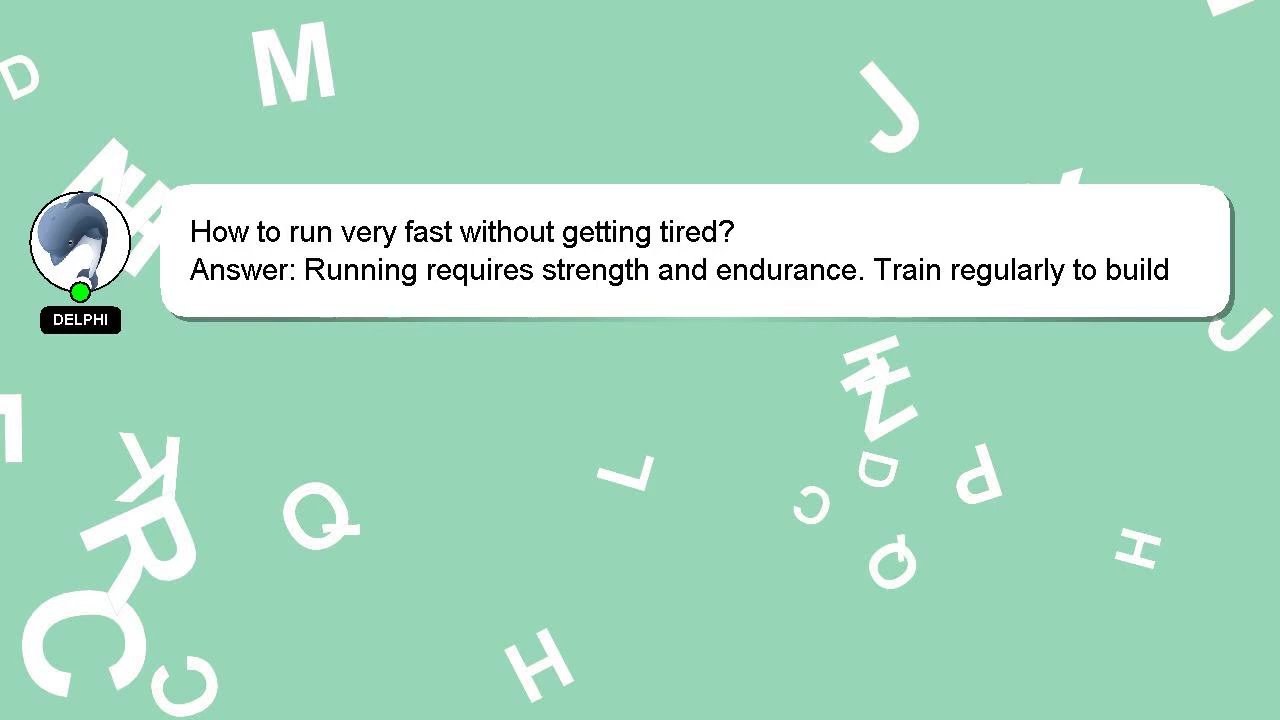 How to run very fast without getting tired?
Answer: Running requires strength and endurance. Train regularly to build
DELPHI
D
M
J
N
H
J
H
Z
K
R
Q
L
D
C
P
Q
H
C
C
H